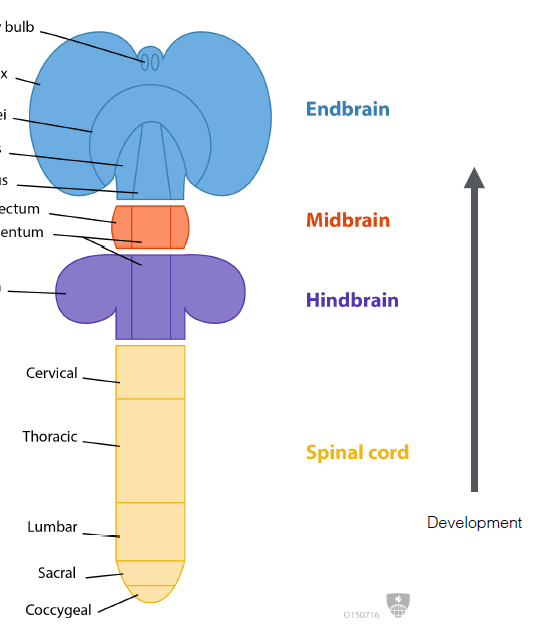 y bulb
x
ei
s
us
ectum
entum
n
Cervical
Thoracic
Lumbar
Sacral
Coccygeal
Endbrain
Midbrain
Hindbrain
Spinal cord
Development
O150716